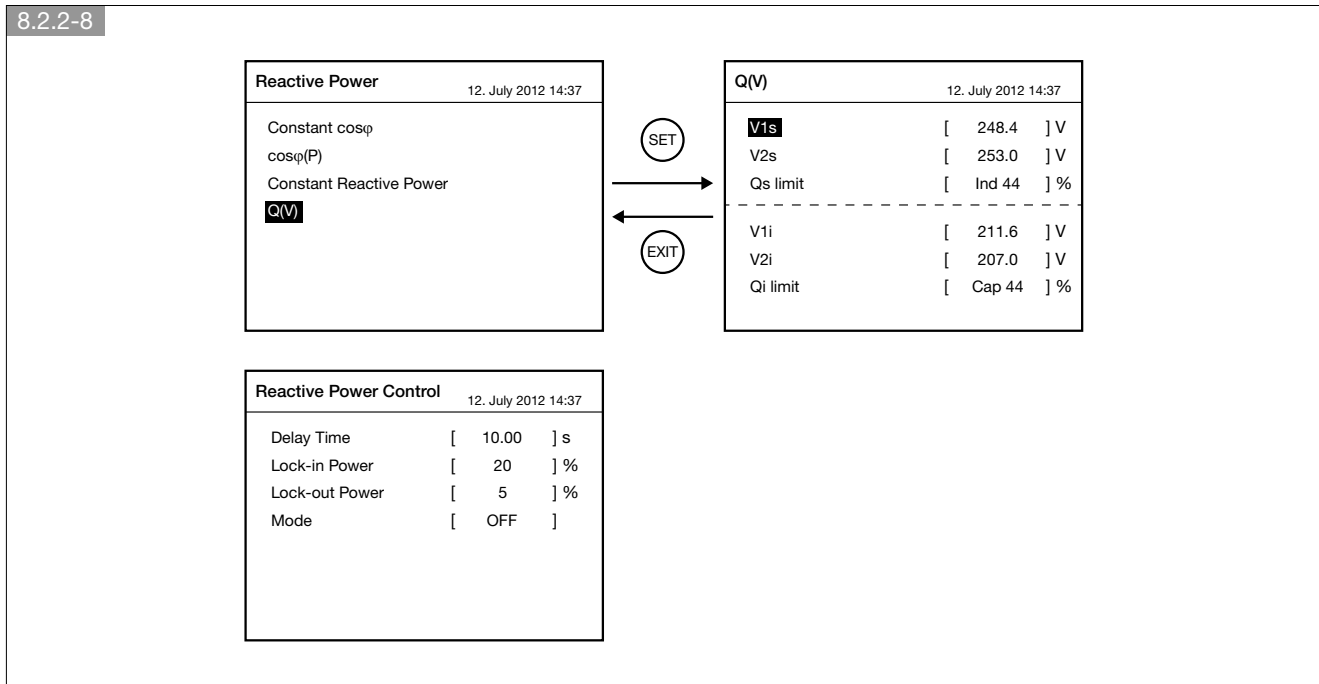 8.2.2-8
Reactive Power 12. July 2012 14:37
Constant cosφ
cosφ(P)
Constant Reactive Power
Q(V)
SET
EXIT
Q(V) 12. July 2012 14:37
V1s [ 248.4 ] V
V2s [ 253.0 ] V
Qs limit [ Ind 44 ] %
V1i [ 211.6 ] V
V2i [ 207.0 ] V
Qi limit [ Cap 44 ] %
Reactive Power Control 12. July 2012 14:37
Delay Time [ 10.00 ] s
Lock-in Power [ 20 ] %
Lock-out Power [ 5 ] %
Mode [ OFF ]